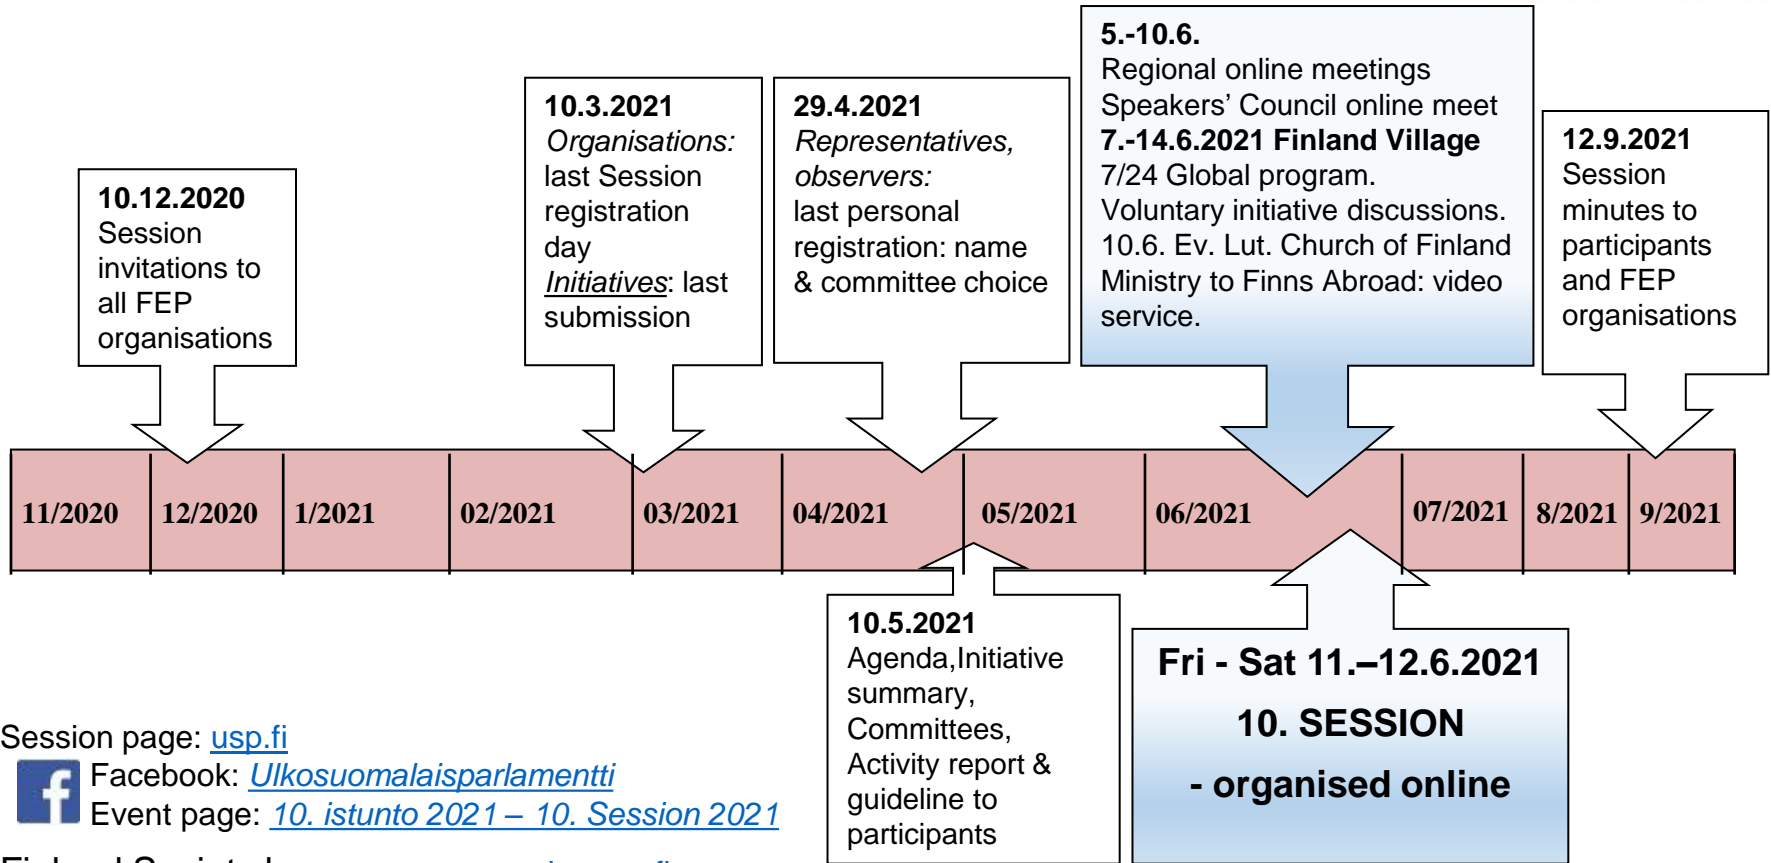 10.12.2020
Session
invitations to
all FEP
organisations
10.3.2021
Organisations:
last Session
registration
day
Initiatives: last
submission
29.4.2021
Representatives,
observers:
last personal
registration: name
& committee choice
5.-10.6.
Regional online meetings
Speakers’ Council online meet
7.-14.6.2021 Finland Village
7/24 Global program.
Voluntary initiative discussions.
10.6. Ev. Lut. Church of Finland
Ministry to Finns Abroad: video
service.
12.9.2021
Session
minutes to
participants
and FEP
organisations
11/2020 12/2020 1/2021 02/2021 03/2021 04/2021 05/2021 06/2021 07/2021 8/2021 9/2021
10.5.2021
Agenda,Initiative
summary,
Committees,
Activity report &
guideline to
participants
Fri - Sat 11.–12.6.2021
10. SESSION
- organised online
Session page: usp.fi
f Facebook: Ulkosuomalaisparlamentti
Event page: 10. istunto 2021 – 10. Session 2021